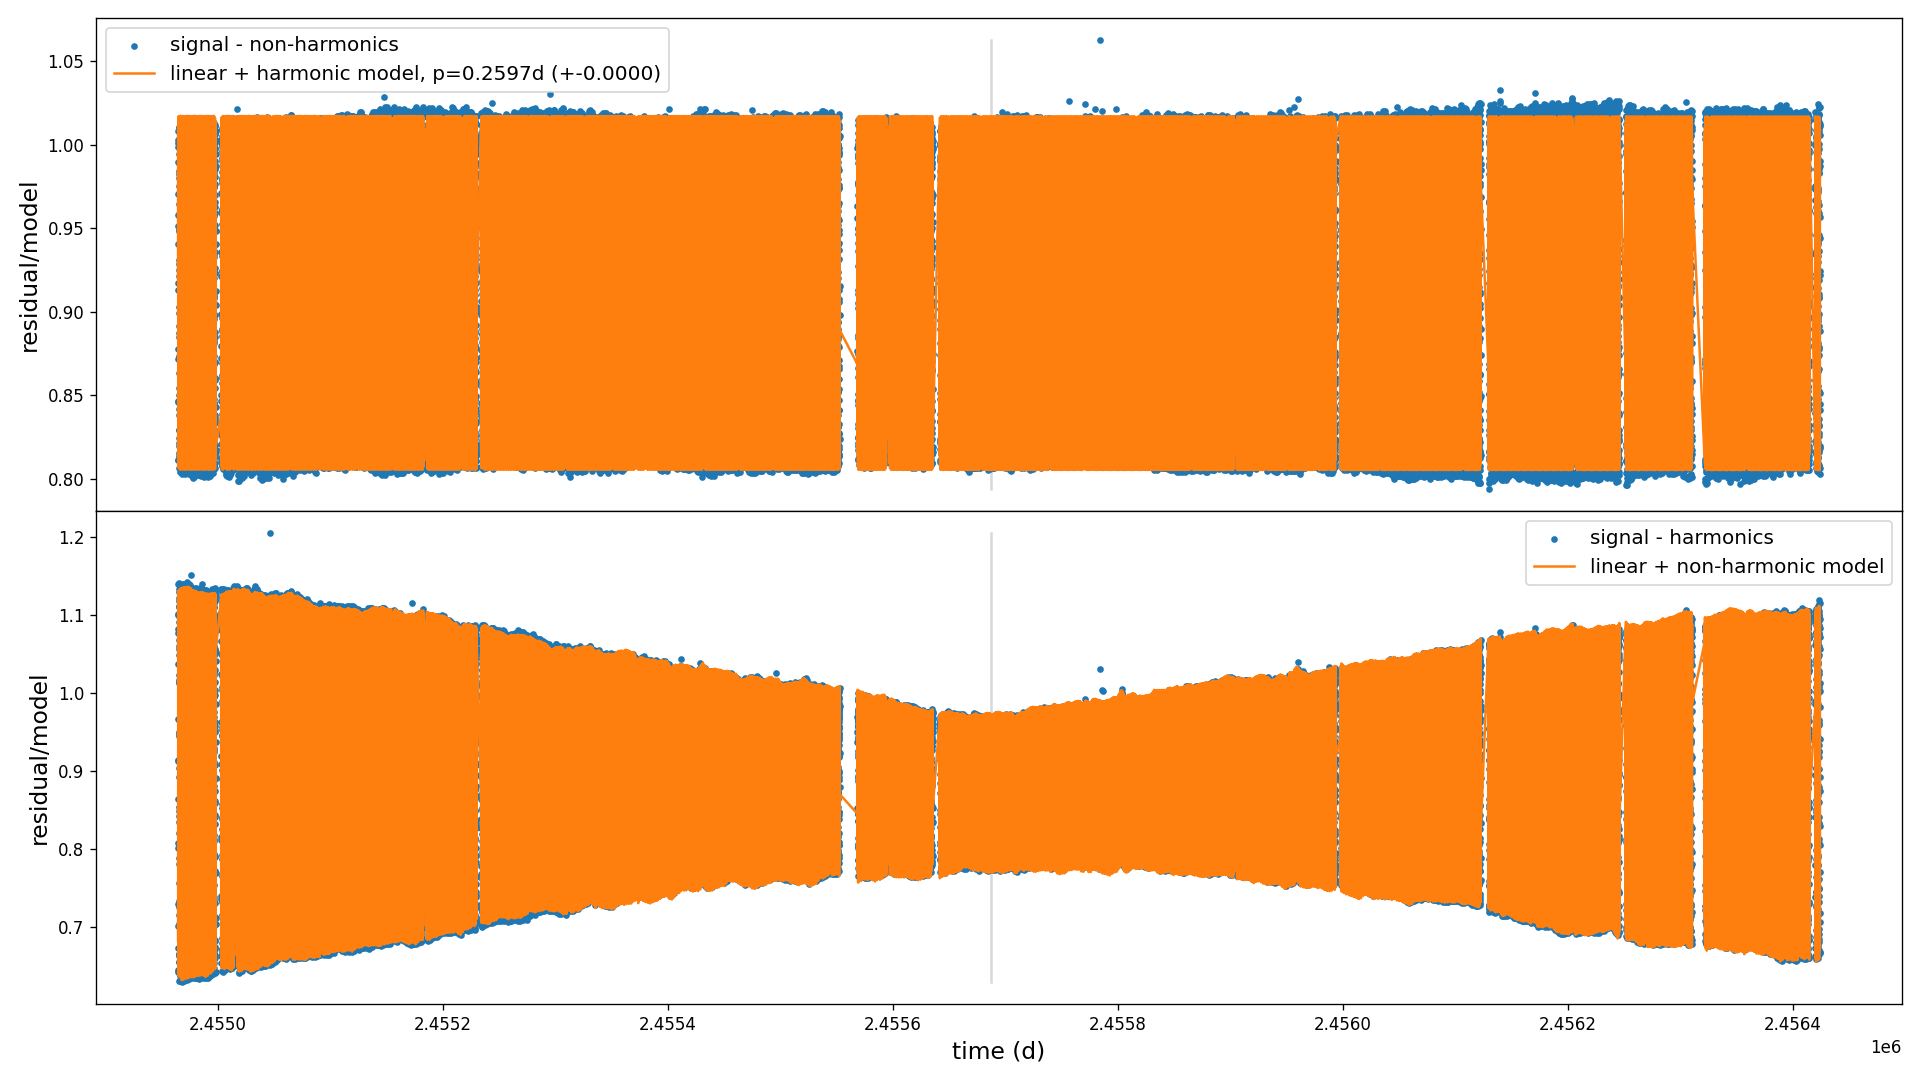 signal - non-harmonics
linear + harmonic model, p=0.2597d (+-0.0000)
residual/model
1.05
1.00
0.95
0.90
0.85
0.80
signal - harmonics
linear + non-harmonic model
residual/model
1.2
1.1
1.0
0.9
0.8
0.7
2.4550 2.4552 2.4554 2.4556 2.4558 2.4560 2.4562 2.4564
1e6
time (d)